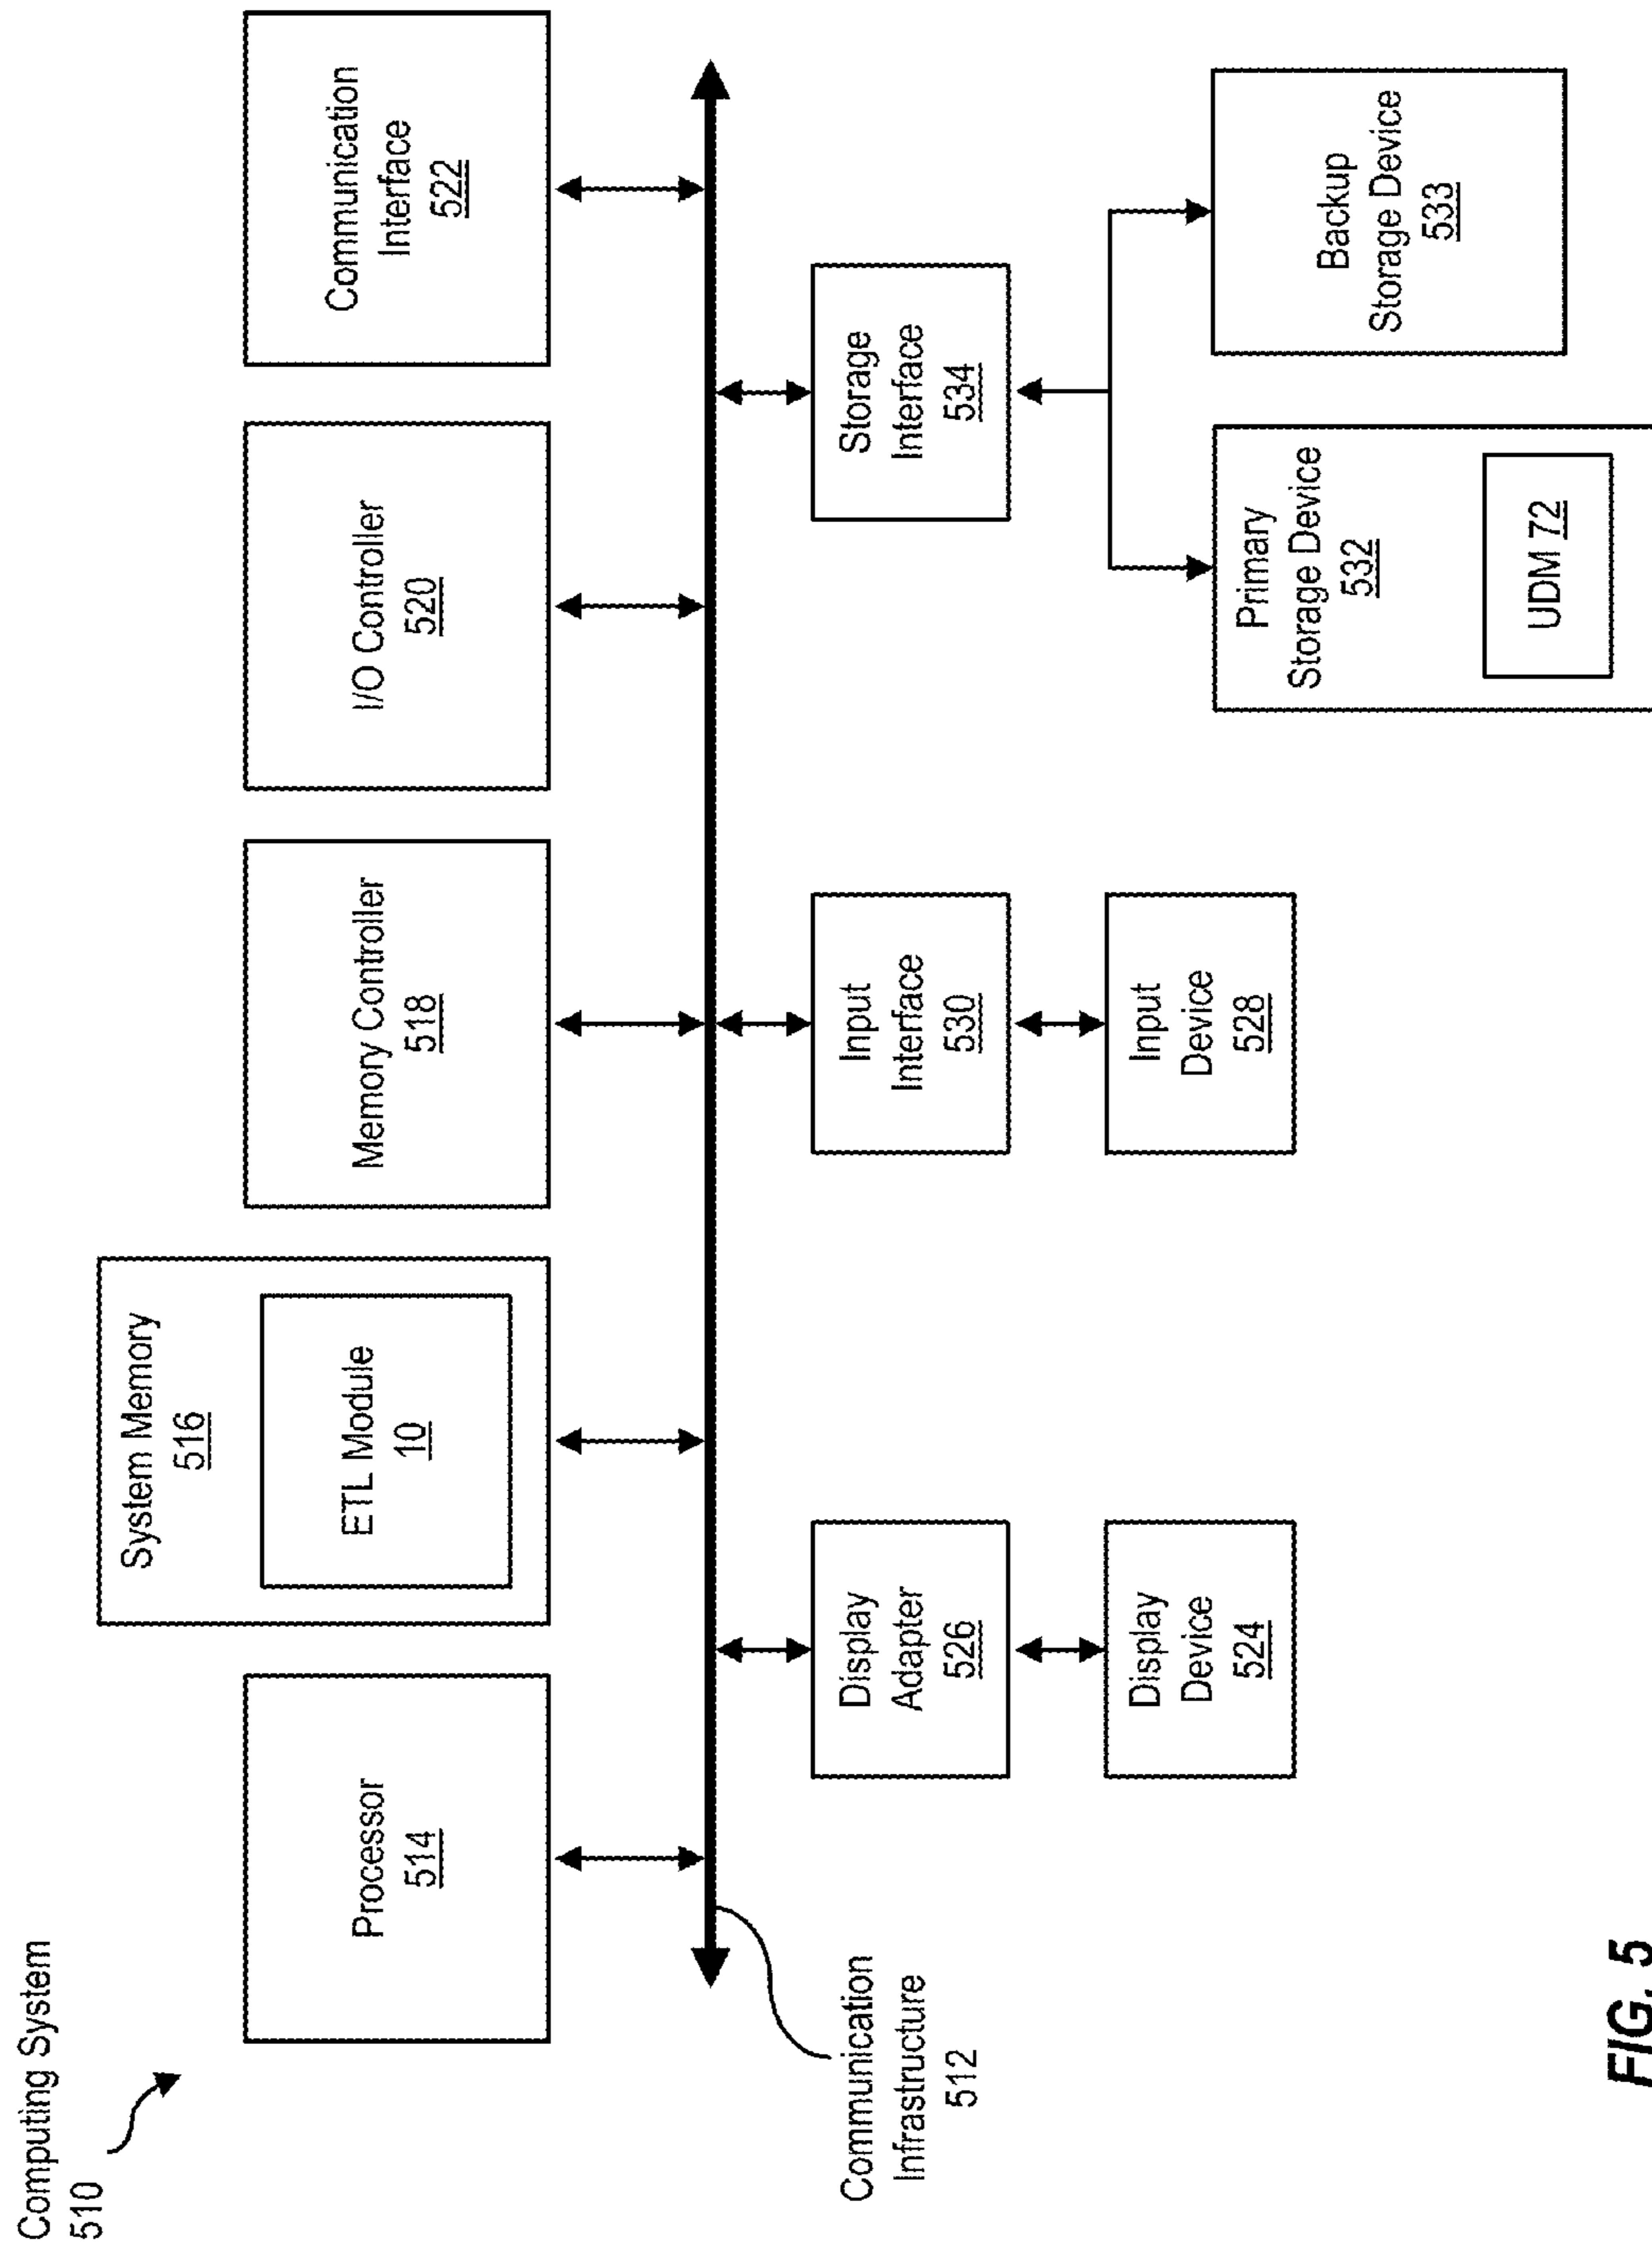 Computing System
510
Processor
514
System Memory
516
ETL Module
10
Memory Controller
518
I/O Controller
520
Communication
Interface
522
Communication
Infrastructure
512
Display
Adapter
526
Input
Interface
530
Storage
Interface
534
Display
Device
524
Input
Device
528
Primary
Storage Device
532
UDM 72
Backup
Storage Device
533
FIG. 5